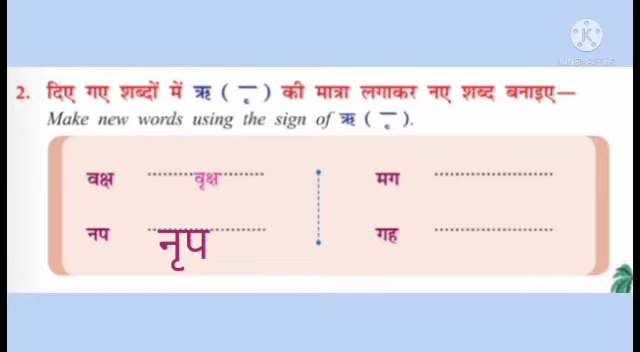 KINEMASTER
2. दिए गए शब्दों में ऋ ( ृ ) की मात्रा लगाकर नए शब्द बनाइए—
Make new words using the sign of ऋ ( ृ ).
वक्ष ........ वृक्ष ........ मग ................
नप ........ नृप ........ गह ................